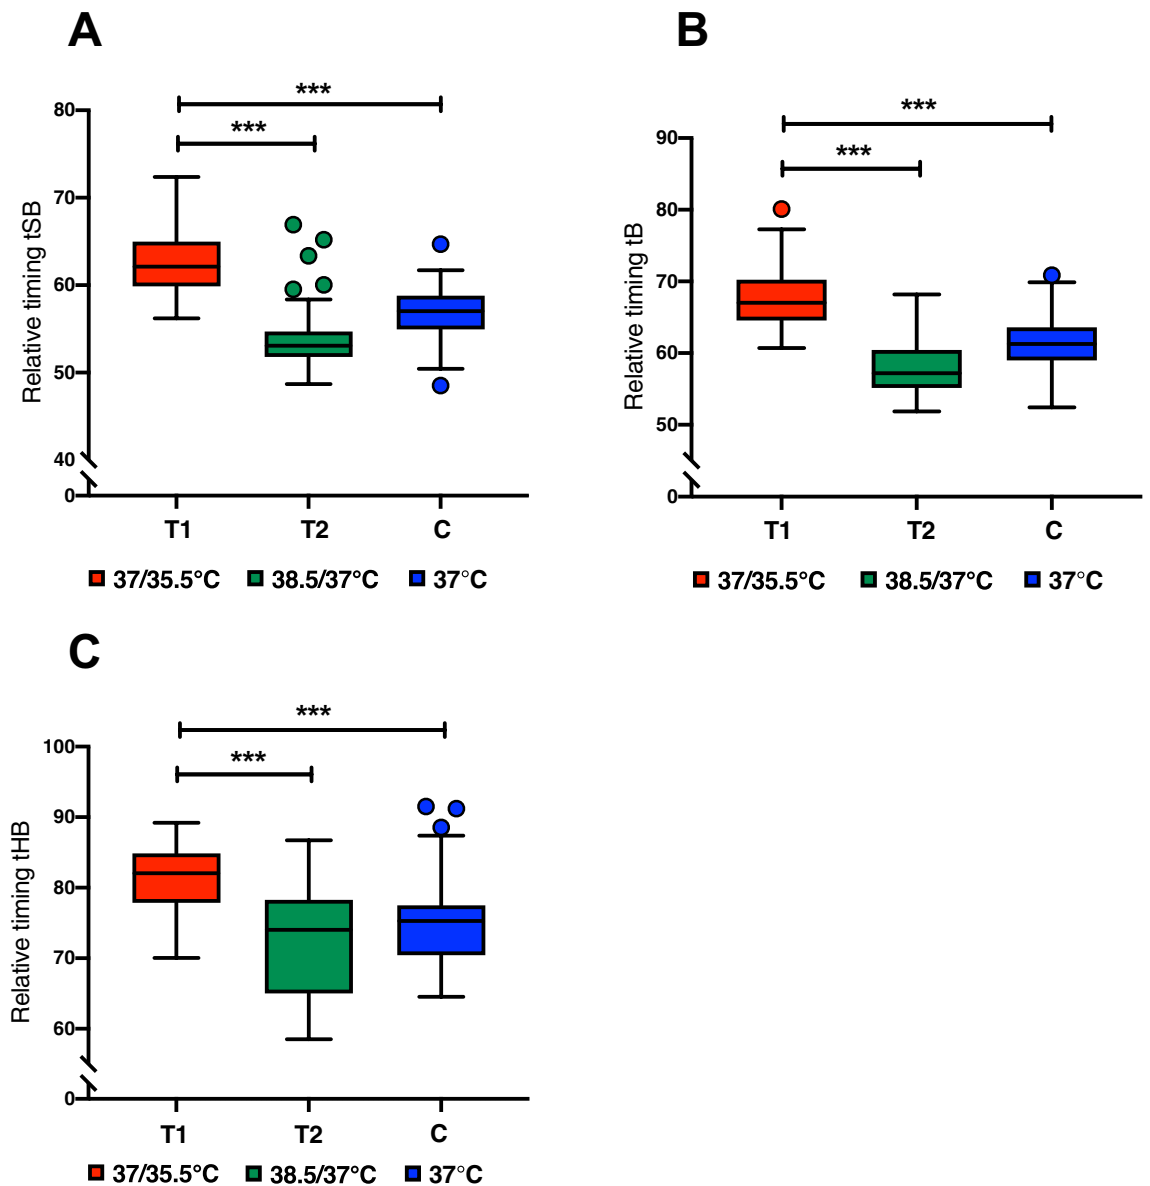 A
***
***
80
70
60
50
40
0
Relative timing tSB
T1 T2 C
37/35.5°C 38.5/37°C 37°C
B
***
***
90
80
70
60
50
0
Relative timing tB
T1 T2 C
37/35.5°C 38.5/37°C 37°C
C
***
***
100
90
80
70
60
0
Relative timing tHB
T1 T2 C
37/35.5°C 38.5/37°C 37°C